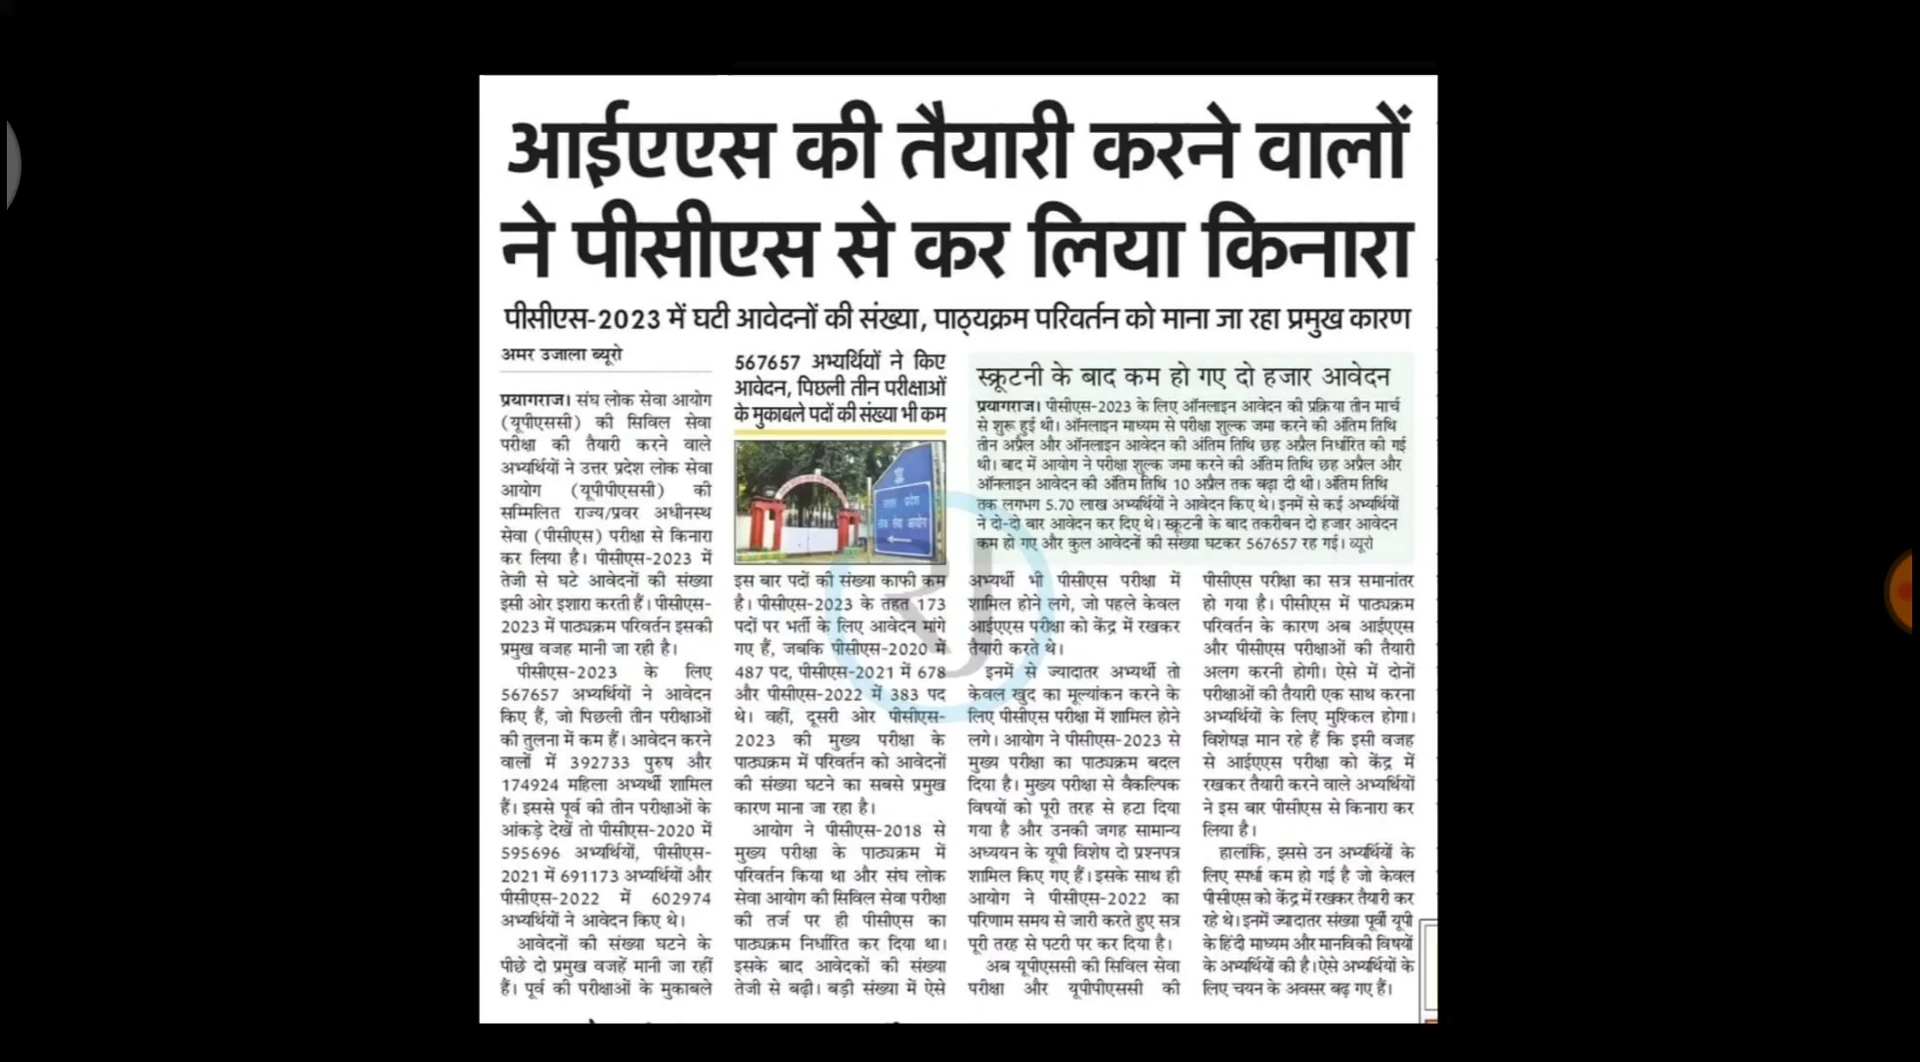 आईएएस की तैयारी करने वालों
ने पीसीएस से कर लिया किनारा
पीसीएस-2023 में घटी आवेदनों की संख्या, पाठ्यक्रम परिवर्तन को माना जा रहा प्रमुख कारण
अमर उजाला ब्यूरो
प्रयागराज। संघ लोक सेवा आयोग
(यूपीएससी) की सिविल सेवा
परीक्षा की तैयारी करने वाले
अभ्यर्थियों ने उत्तर प्रदेश लोक सेवा
आयोग (यूपीपीएससी) की
सम्मिलित राज्य/प्रवर अधीनस्थ
सेवा (पीसीएस) परीक्षा से किनारा
कर लिया है। पीसीएस-2023 में
तेजी से घटे आवेदनों की संख्या
इसी ओर इशारा करती हैं। पीसीएस-
2023 में पाठ्यक्रम परिवर्तन इसकी
प्रमुख वजह मानी जा रही है।
पीसीएस-2023 के लिए
567657 अभ्यर्थियों ने आवेदन
किए हैं, जो पिछली तीन परीक्षाओं
की तुलना में कम हैं। आवेदन करने
वालों में 392733 पुरुष और
174924 महिला अभ्यर्थी शामिल
हैं। इससे पूर्व की तीन परीक्षाओं के
आंकड़े देखें तो पीसीएस-2020 में
595696 अभ्यर्थियों, पीसीएस-
2021 में 691173 अभ्यर्थियों और
पीसीएस-2022 में 602974
अभ्यर्थियों ने आवेदन किए थे।
आवेदनों की संख्या घटने के
पीछे दो प्रमुख वजहें मानी जा रहीं
हैं। पूर्व की परीक्षाओं के मुकाबले
567657 अभ्यर्थियों ने किए
आवेदन, पिछली तीन परीक्षाओं
के मुकाबले पदों की संख्या भी कम
उत्तर प्रदेश
लोक सेवा आयोग
इस बार पदों की संख्या काफी कम
है। पीसीएस-2023 के तहत 173
पदों पर भर्ती के लिए आवेदन मांगे
गए हैं, जबकि पीसीएस-2020 में
487 पद, पीसीएस-2021 में 678
और पीसीएस-2022 में 383 पद
थे। वहीं, दूसरी ओर पीसीएस-
2023 की मुख्य परीक्षा के
पाठ्यक्रम में परिवर्तन को आवेदनों
की संख्या घटने का सबसे प्रमुख
कारण माना जा रहा है।
आयोग ने पीसीएस-2018 से
मुख्य परीक्षा के पाठ्यक्रम में
परिवर्तन किया था और संघ लोक
सेवा आयोग की सिविल सेवा परीक्षा
की तर्ज पर ही पीसीएस का
पाठ्यक्रम निर्धारित कर दिया था।
इसके बाद आवेदकों की संख्या
तेजी से बढ़ी। बड़ी संख्या में ऐसे
स्क्रूटनी के बाद कम हो गए दो हजार आवेदन
प्रयागराज। पीसीएस-2023 के लिए ऑनलाइन आवेदन की प्रक्रिया तीन मार्च
से शुरू हुई थी। ऑनलाइन माध्यम से परीक्षा शुल्क जमा करने की अंतिम तिथि
तीन अप्रैल और ऑनलाइन आवेदन की अंतिम तिथि छह अप्रैल निर्धारित की गई
थी। बाद में आयोग ने परीक्षा शुल्क जमा करने की अंतिम तिथि छह अप्रैल और
ऑनलाइन आवेदन की अंतिम तिथि 10 अप्रैल तक बढ़ा दी थी। अंतिम तिथि
तक लगभग 5.70 लाख अभ्यर्थियों ने आवेदन किए थे। इनमें से कई अभ्यर्थियों
ने दो-दो बार आवेदन कर दिए थे। स्क्रूटनी के बाद तकरीबन दो हजार आवेदन
कम हो गए और कुल आवेदनों की संख्या घटकर 567657 रह गई। ब्यूरो
अभ्यर्थी भी पीसीएस परीक्षा में
शामिल होने लगे, जो पहले केवल
आईएएस परीक्षा को केंद्र में रखकर
तैयारी करते थे।
इनमें से ज्यादातर अभ्यर्थी तो
केवल खुद का मूल्यांकन करने के
लिए पीसीएस परीक्षा में शामिल होने
लगे। आयोग ने पीसीएस-2023 से
मुख्य परीक्षा का पाठ्यक्रम बदल
दिया है। मुख्य परीक्षा से वैकल्पिक
विषयों को पूरी तरह से हटा दिया
गया है और उनकी जगह सामान्य
अध्ययन के यूपी विशेष दो प्रश्नपत्र
शामिल किए गए हैं। इसके साथ ही
आयोग ने पीसीएस-2022 का
परिणाम समय से जारी करते हुए सत्र
पूरी तरह से पटरी पर कर दिया है।
अब यूपीएससी की सिविल सेवा
परीक्षा और यूपीपीएससी की
पीसीएस परीक्षा का सत्र समानांतर
हो गया है। पीसीएस में पाठ्यक्रम
परिवर्तन के कारण अब आईएएस
और पीसीएस परीक्षाओं की तैयारी
अलग करनी होगी। ऐसे में दोनों
परीक्षाओं की तैयारी एक साथ करना
अभ्यर्थियों के लिए मुश्किल होगा।
विशेषज्ञ मान रहे हैं कि इसी वजह
से आईएएस परीक्षा को केंद्र में
रखकर तैयारी करने वाले अभ्यर्थियों
ने इस बार पीसीएस से किनारा कर
लिया है।
हालांकि, इससे उन अभ्यर्थियों के
लिए स्पर्धा कम हो गई है जो केवल
पीसीएस को केंद्र में रखकर तैयारी कर
रहे थे। इनमें ज्यादातर संख्या पूर्वी यूपी
के हिंदी माध्यम और मानविकी विषयों
के अभ्यर्थियों की है। ऐसे अभ्यर्थियों के
लिए चयन के अवसर बढ़ गए हैं।